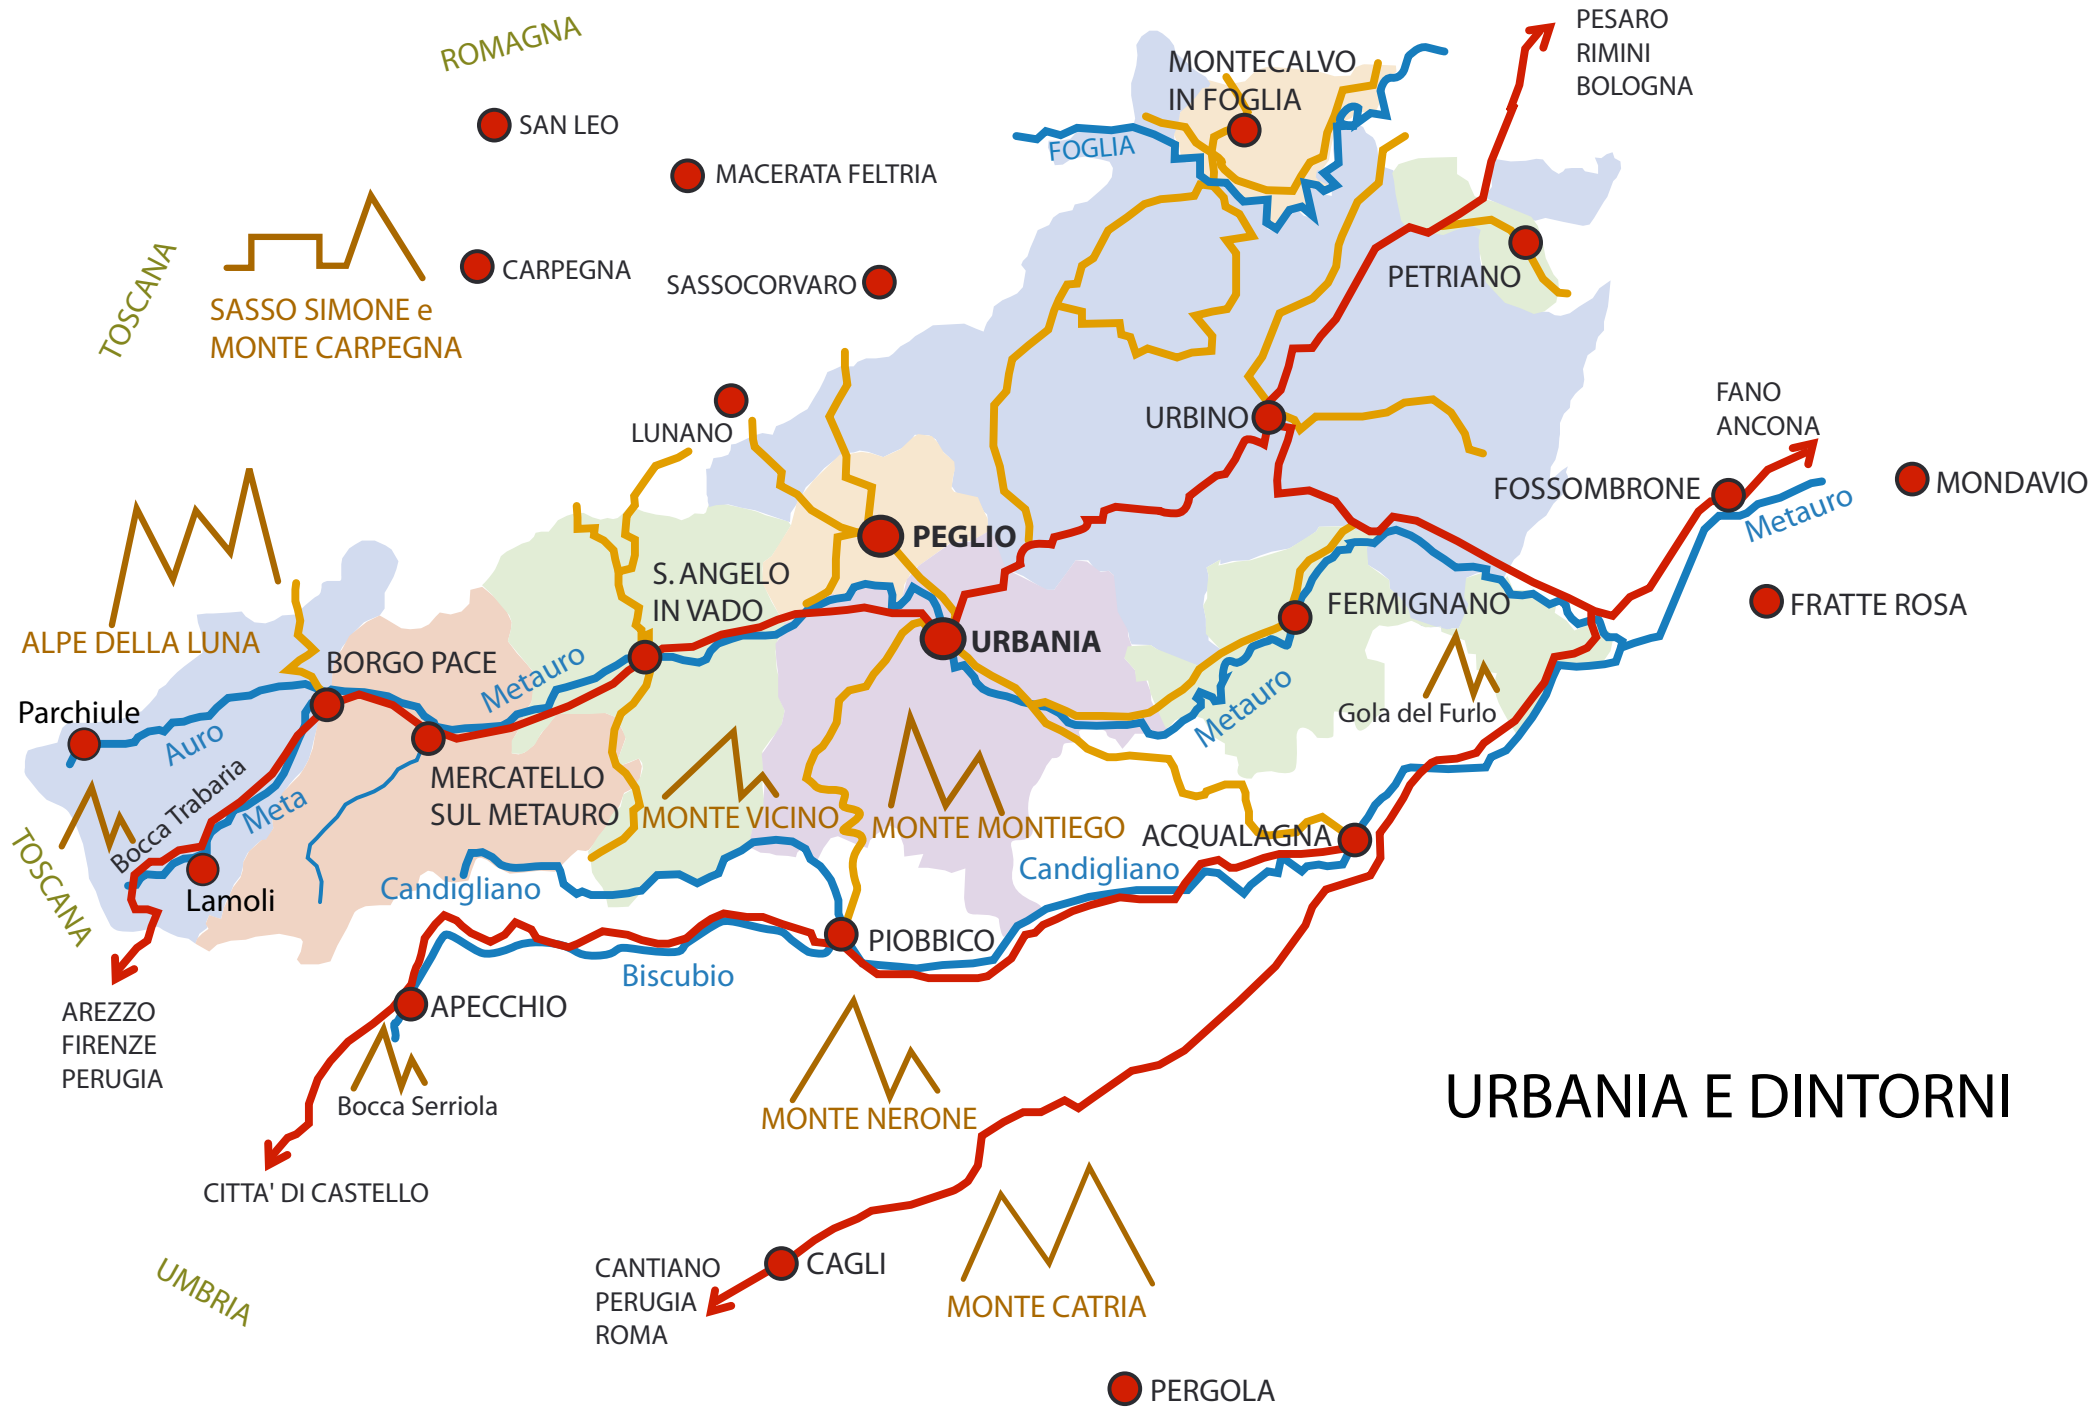 ROMAGNA
PESARO
RIMINI
BOLOGNA
MONTECALVO
IN FOGLIA
SAN LEO
FOGLIA
MACERATA FELTRIA
TOSCANA
CARPEGNA
SASSOCORVARO
PETRIANO
SASSO SIMONE e
MONTE CARPEGNA
FANO
ANCONA
LUNANO
URBINO
FOSSOMBRONE
MONDAVIO
Metauro
PEGLIO
S. ANGELO
IN VADO
FERMIGNANO
FRATTE ROSA
ALPE DELLA LUNA
BORGO PACE
URBANIA
Metauro
Metauro
Parchiule
Auro
Gola del Furlo
Bocca Trabaria
Meta
MERCATELLO
SUL METAURO
MONTE VICINO
MONTE MONTIEGO
ACQUALAGNA
TOSCANA
Candigliano
Candigliano
Lamoli
PIOBBICO
Biscubio
AREZZO
FIRENZE
PERUGIA
APECCHIO
Bocca Serriola
MONTE NERONE
URBANIA E DINTORNI
CITTA' DI CASTELLO
UMBRIA
CANTIANO
PERUGIA
ROMA
CAGLI
MONTE CATRIA
PERGOLA